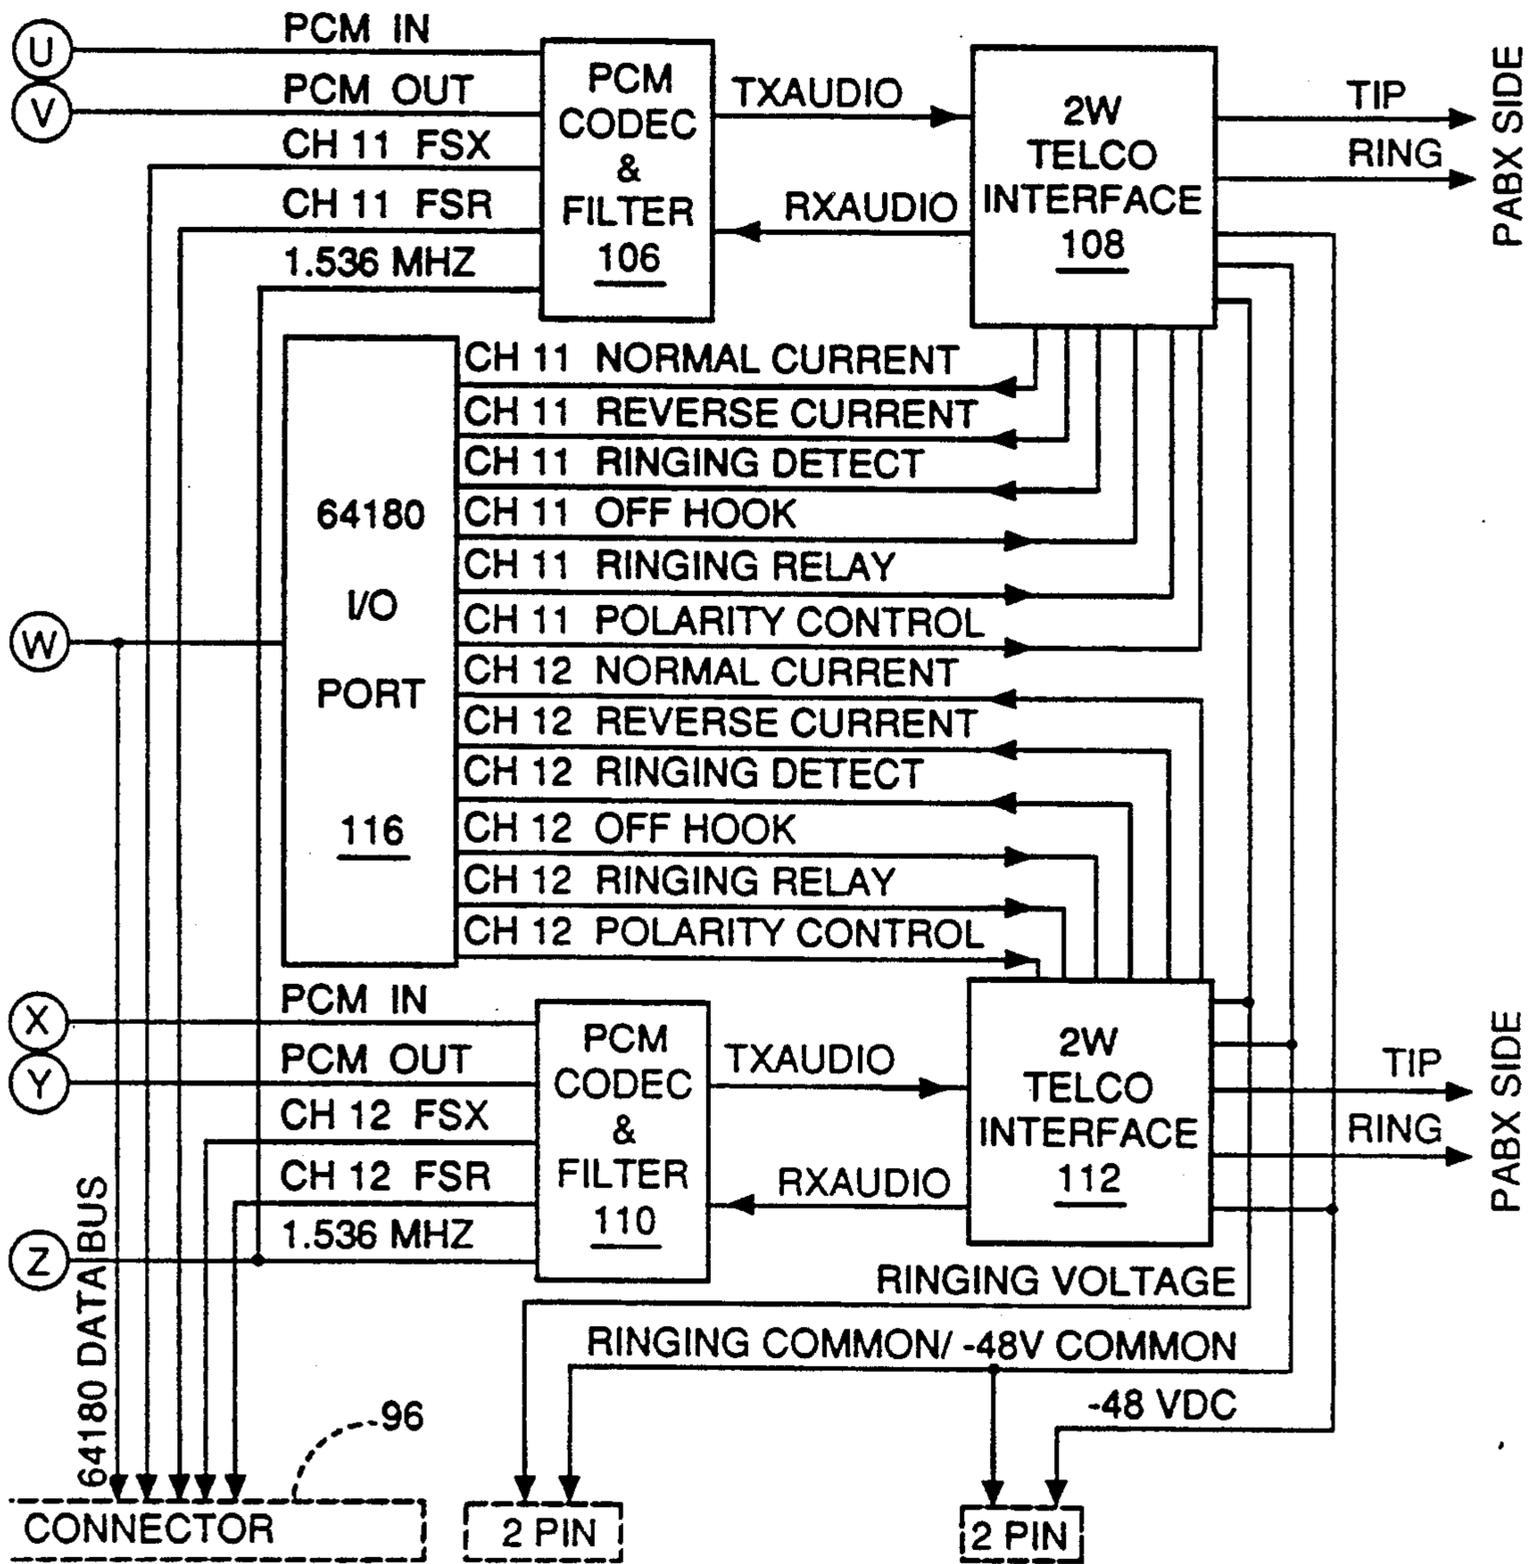 U
PCM IN
V
PCM OUT
CH 11 FSX
CH 11 FSR
1.536 MHZ
PCM
CODEC
&
FILTER
106
TXAUDIO
RXAUDIO
2W
TELCO
INTERFACE
108
TIP
RING
PABX SIDE
W
64180
I/O
PORT
116
CH 11 NORMAL CURRENT
CH 11 REVERSE CURRENT
CH 11 RINGING DETECT
CH 11 OFF HOOK
CH 11 RINGING RELAY
CH 11 POLARITY CONTROL
CH 12 NORMAL CURRENT
CH 12 REVERSE CURRENT
CH 12 RINGING DETECT
CH 12 OFF HOOK
CH 12 RINGING RELAY
CH 12 POLARITY CONTROL
X
PCM IN
Y
PCM OUT
CH 12 FSX
CH 12 FSR
Z
1.536 MHZ
PCM
CODEC
&
FILTER
110
TXAUDIO
RXAUDIO
2W
TELCO
INTERFACE
112
TIP
RING
PABX SIDE
64180 DATA BUS
RINGING VOLTAGE
RINGING COMMON/ -48V COMMON
-48 VDC
96
CONNECTOR
2 PIN
2 PIN